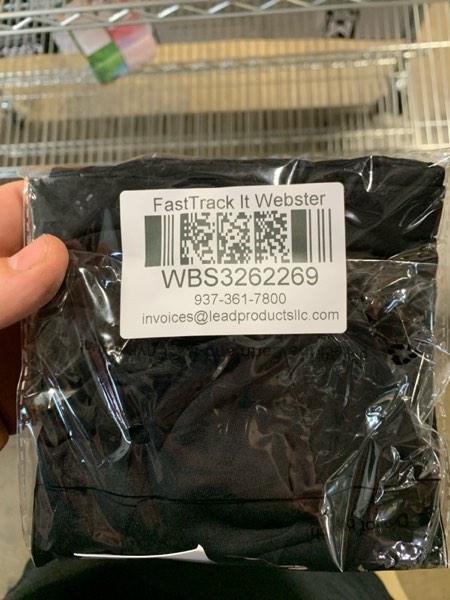 FastTrack It Webster
WBS3262269
937-361-7800
invoices@leadproductsllc.com